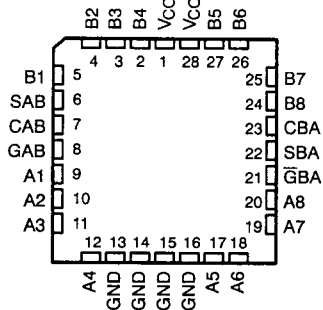 B2 B3 B4 VCC VCC B5 B6
4 3 2 1 28 27 26
B1 5 25 B7
SAB 6 24 B8
CAB 7 23 CBA
GAB 8 22 SBA
A1 9 21 G̅BA
A2 10 20 A8
A3 11 19 A7
12 13 14 15 16 17 18
A4 GND GND GND GND A5 A6